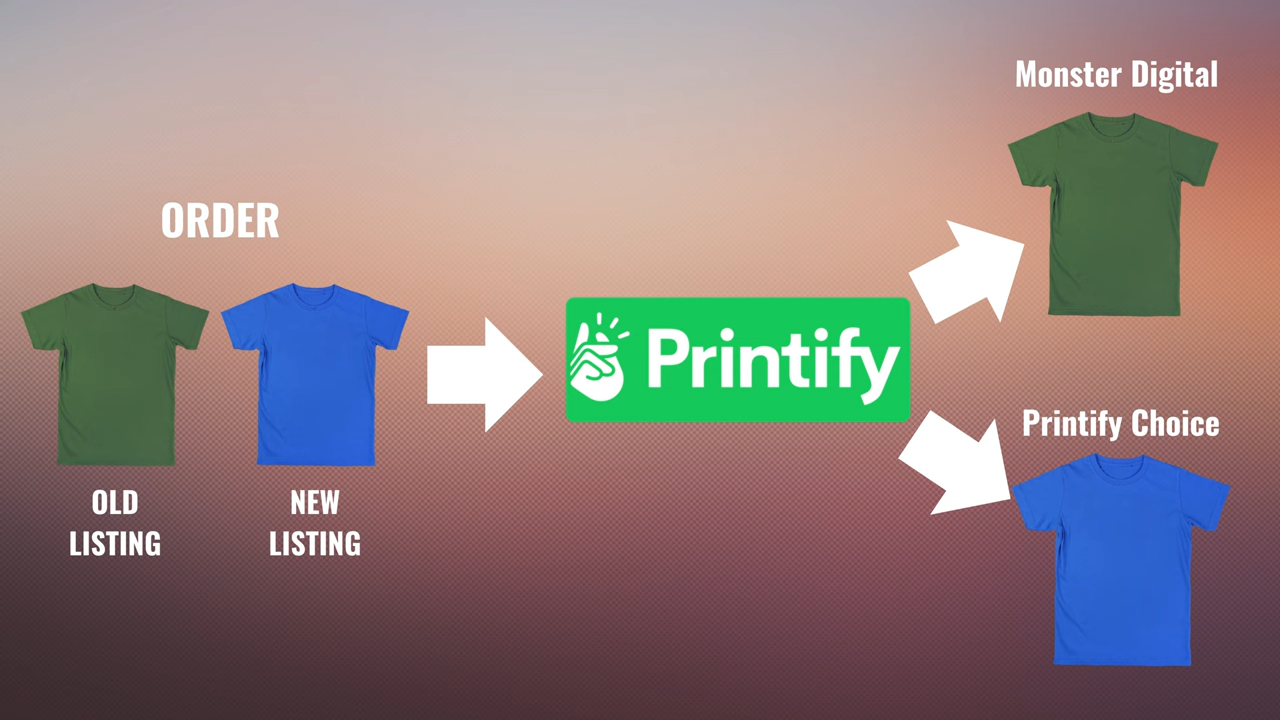 Monster Digital
ORDER
Printify
Printify Choice
OLD
LISTING
NEW
LISTING